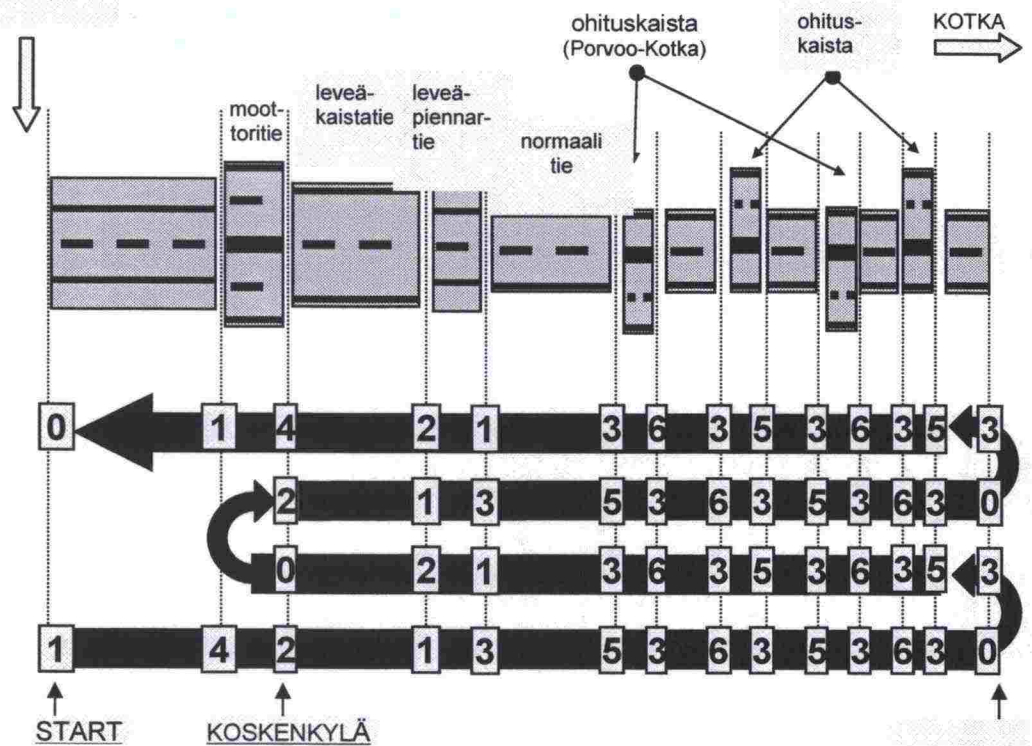 ohituskaista
(Porvoo-Kotka)
ohitus-
kaista
KOTKA
moot-
toritie
leveä-
kaistatie
leveä-
piennar-
tie
normaali
tie
0 1 4 2 1 3 6 3 5 3 6 3 5 3
2 1 3 5 3 6 3 5 3 6 3 0
0 2 1 3 6 3 5 3 6 3 5 3
1 4 2 1 3 5 3 6 3 5 3 6 3 0
START
KOSKENKYLÄ